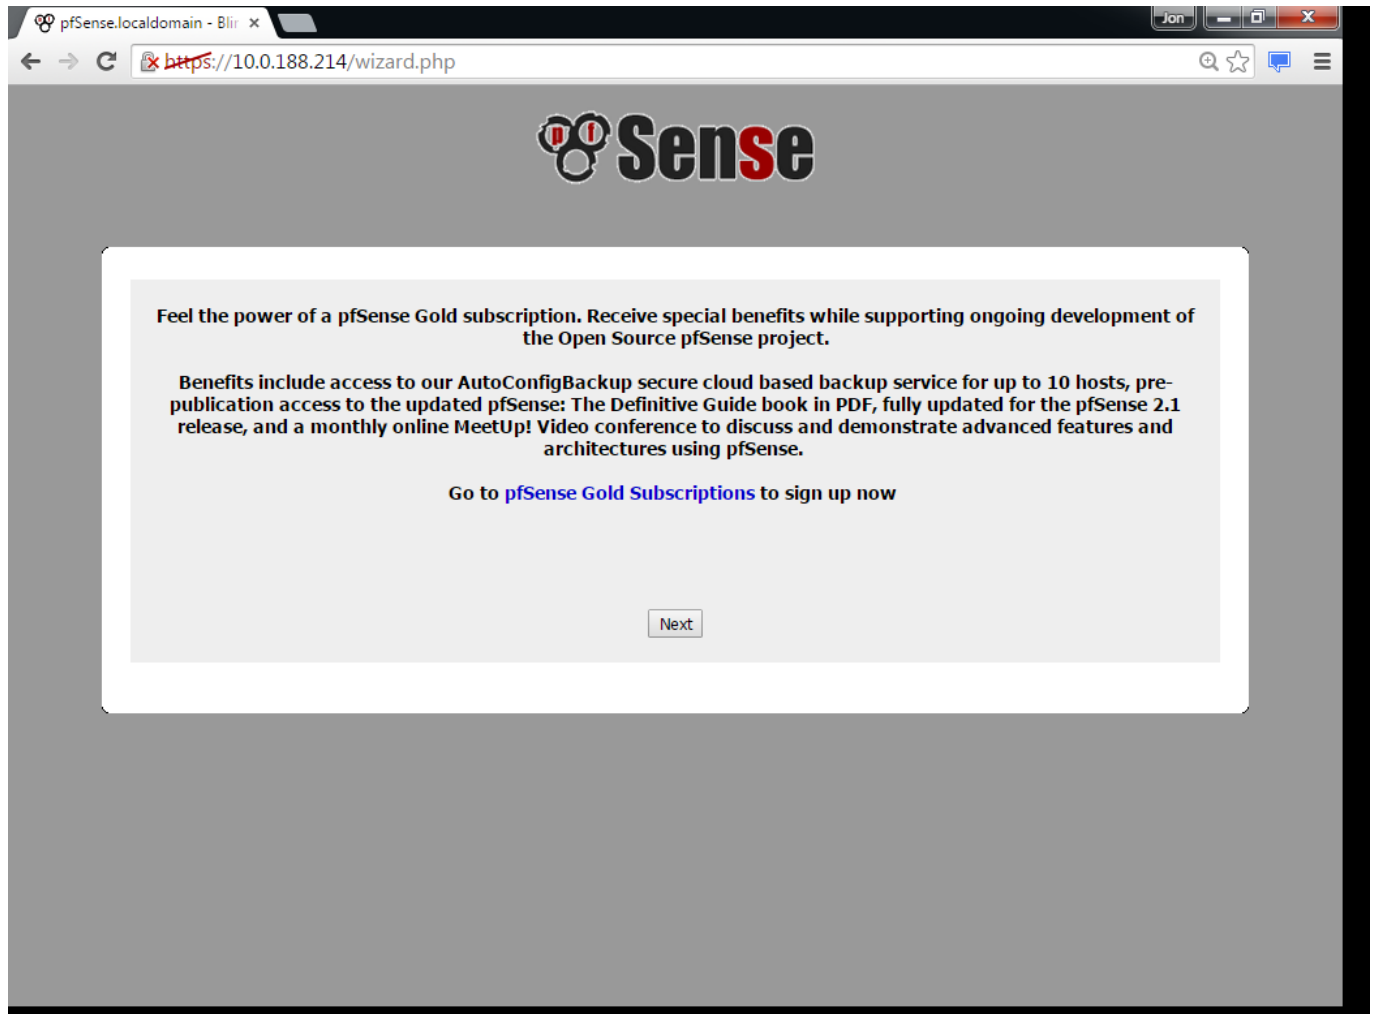 pfSense.localdomain - Bli
Jon
https://10.0.188.214/wizard.php
pf Sense
Feel the power of a pfSense Gold subscription. Receive special benefits while supporting ongoing development of
the Open Source pfSense project.
Benefits include access to our AutoConfigBackup secure cloud based backup service for up to 10 hosts, pre-
publication access to the updated pfSense: The Definitive Guide book in PDF, fully updated for the pfSense 2.1
release, and a monthly online MeetUp! Video conference to discuss and demonstrate advanced features and
architectures using pfSense.
Go to pfSense Gold Subscriptions to sign up now
Next